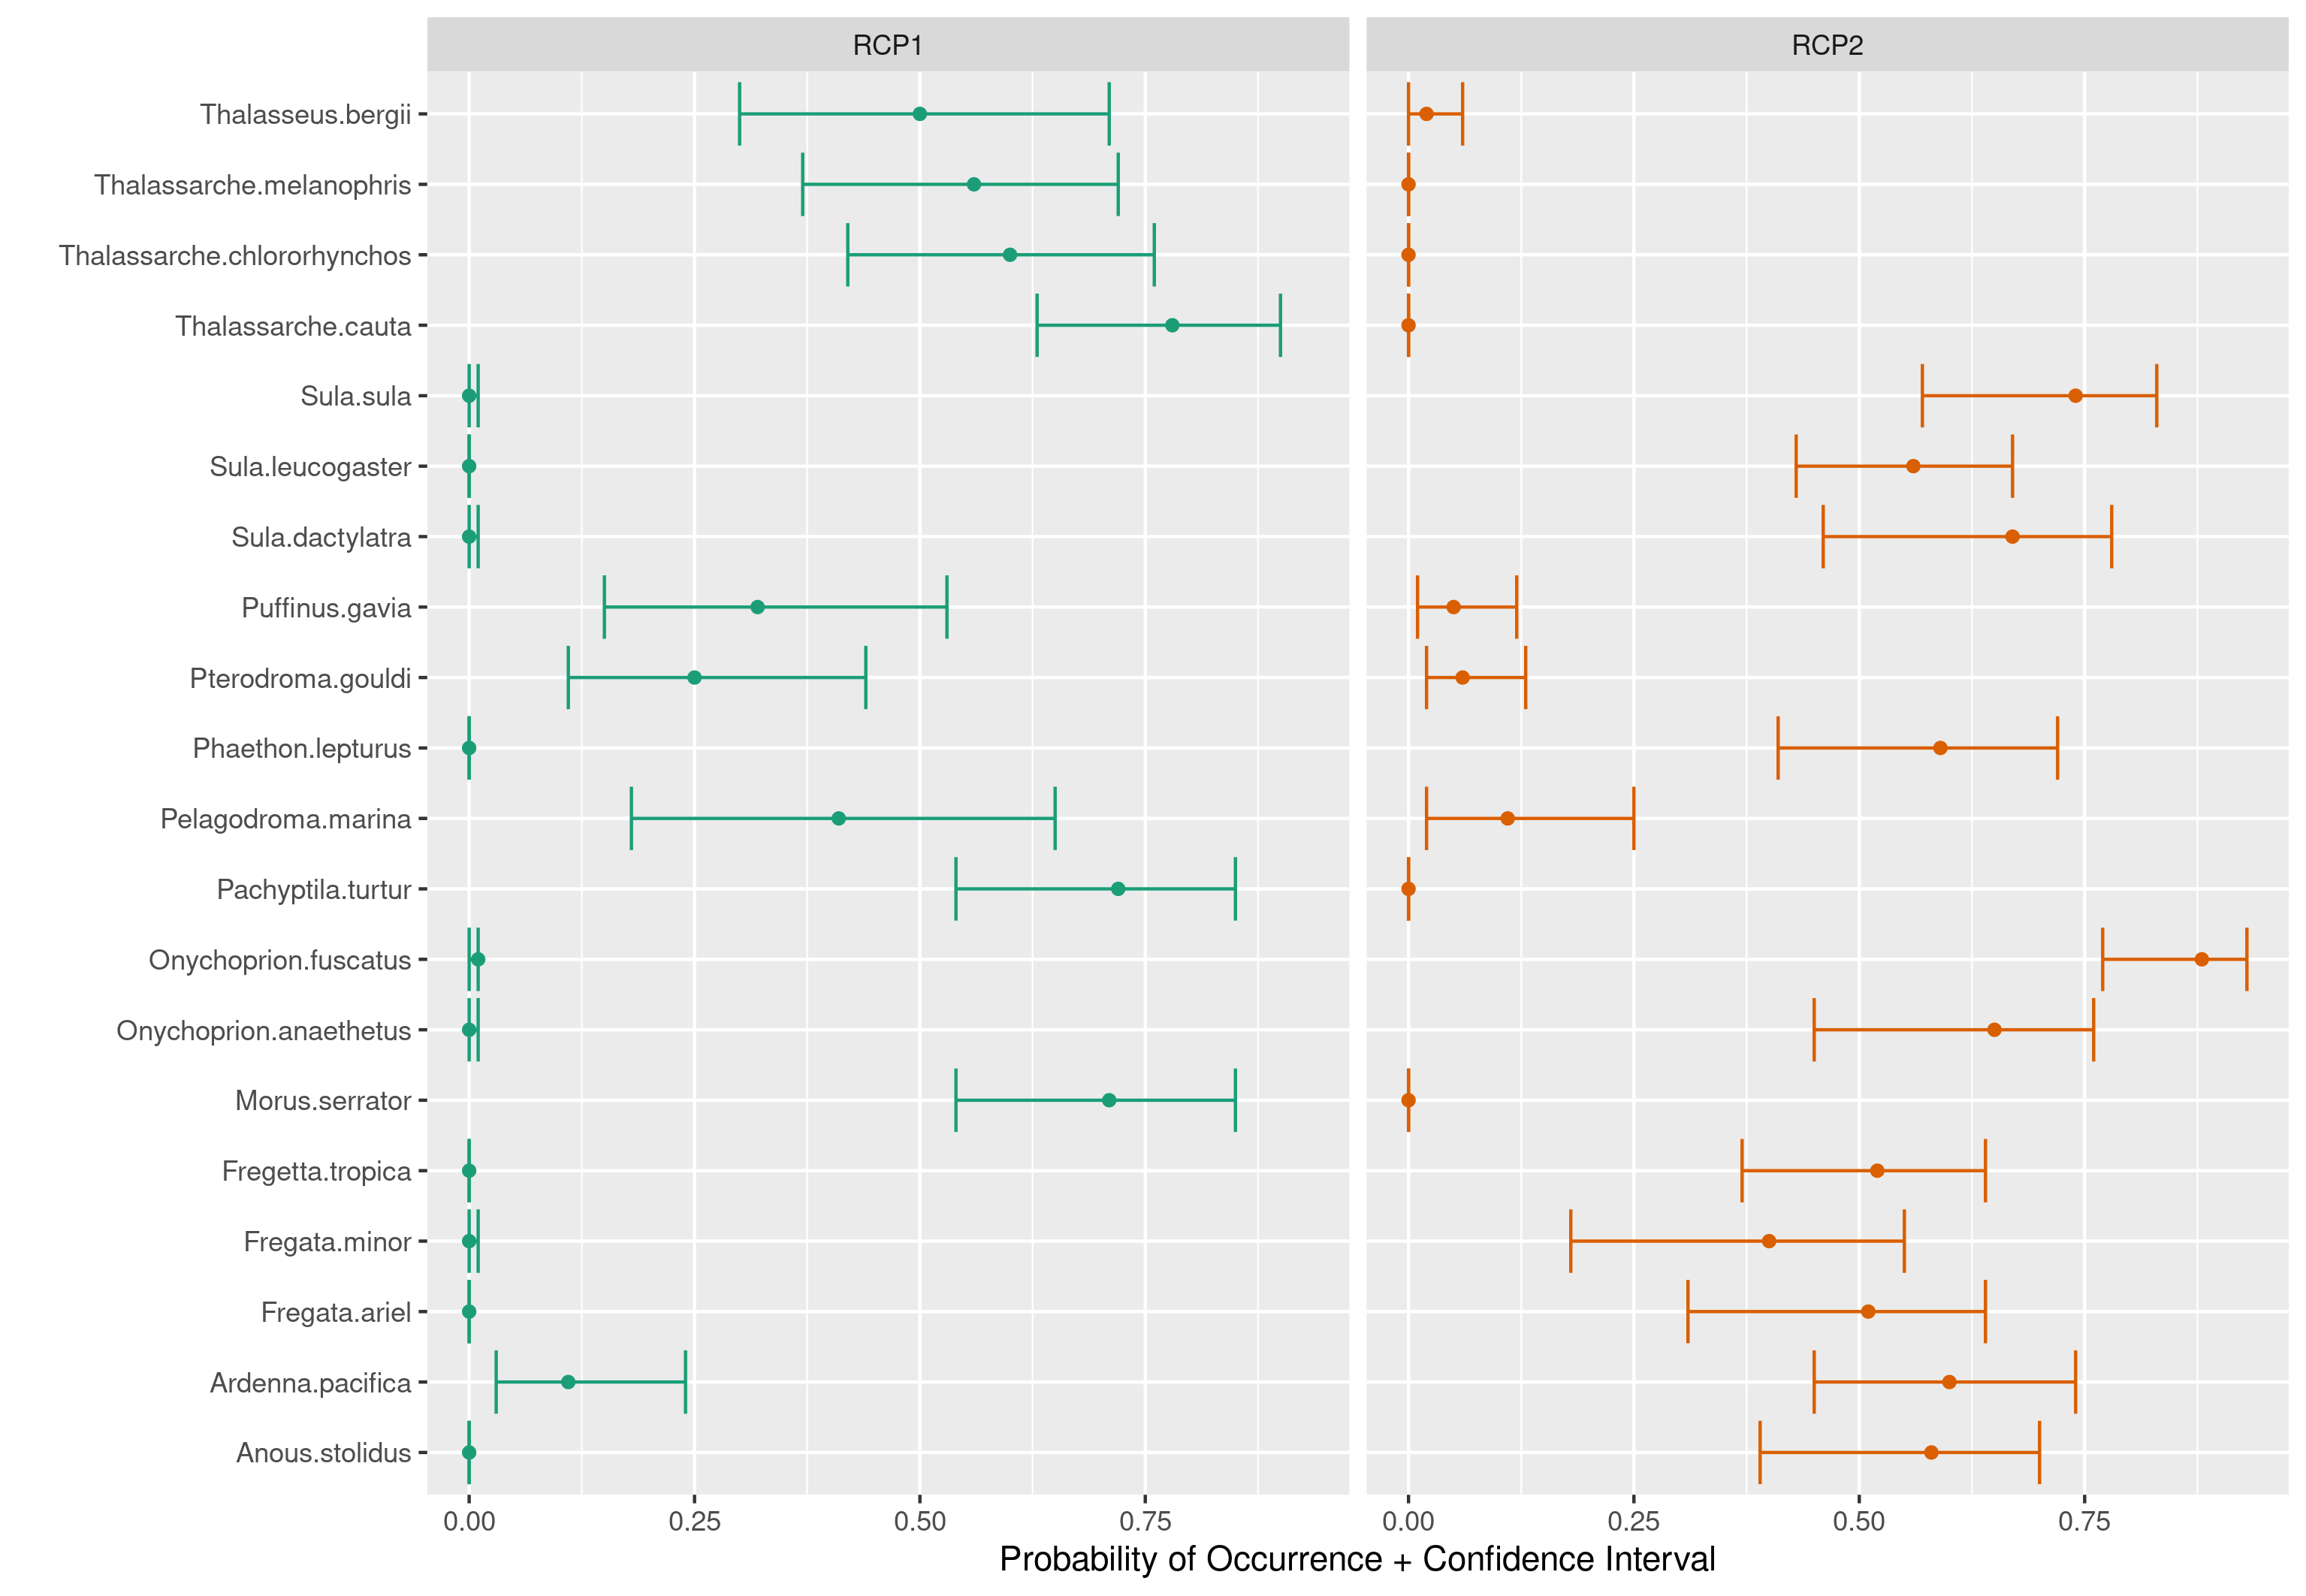 RCP1 RCP2
Thalasseus.bergii
Thalassarche.melanophris
Thalassarche.chlororhynchos
Thalassarche.cauta
Sula.sula
Sula.leucogaster
Sula.dactylatra
Puffinus.gavia
Pterodroma.gouldi
Phaethon.lepturus
Pelagodroma.marina
Pachyptila.turtur
Onychoprion.fuscatus
Onychoprion.anaethetus
Morus.serrator
Fregetta.tropica
Fregata.minor
Fregata.ariel
Ardenna.pacifica
Anous.stolidus
0.00 0.25 0.50 0.75 0.00 0.25 0.50 0.75
Probability of Occurrence + Confidence Interval